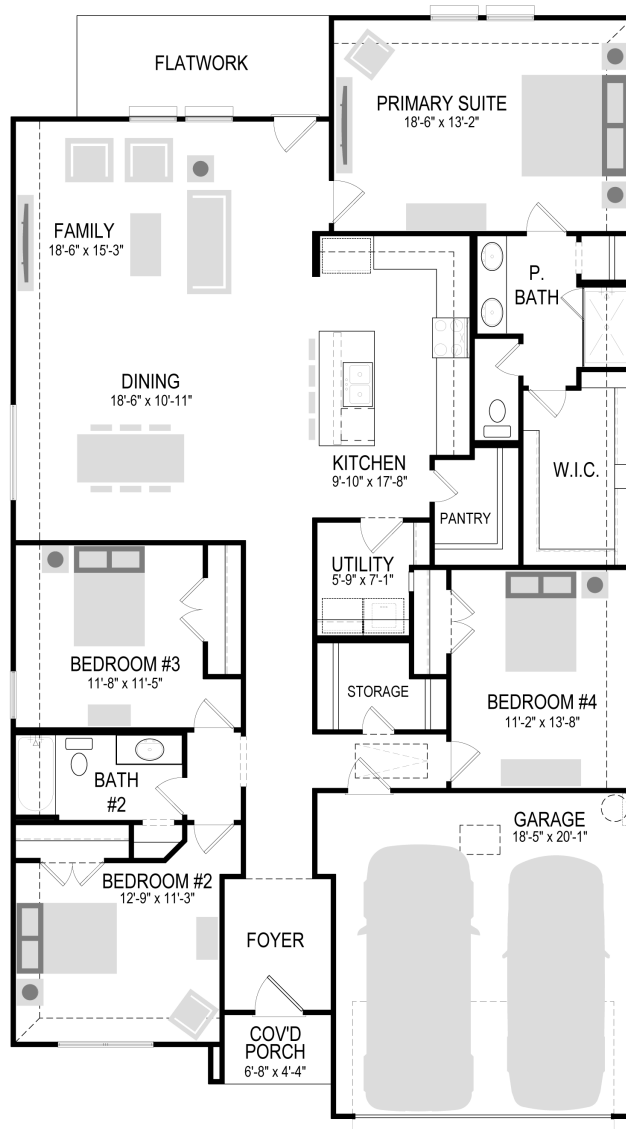 FLATWORK
PRIMARY SUITE
18'-6" x 13'-2"
FAMILY
18'-6" x 15'-3"
P.
BATH
DINING
18'-6" x 10'-11"
KITCHEN
9'-10" x 17'-8"
W.I.C.
PANTRY
UTILITY
5'-9" x 7'-1"
BEDROOM #3
11'-8" x 11'-5"
STORAGE
BEDROOM #4
11'-2" x 13'-8"
BATH
#2
GARAGE
18'-5" x 20'-1"
BEDROOM #2
12'-9" x 11'-3"
FOYER
COV'D
PORCH
6'-8" x 4'-4"